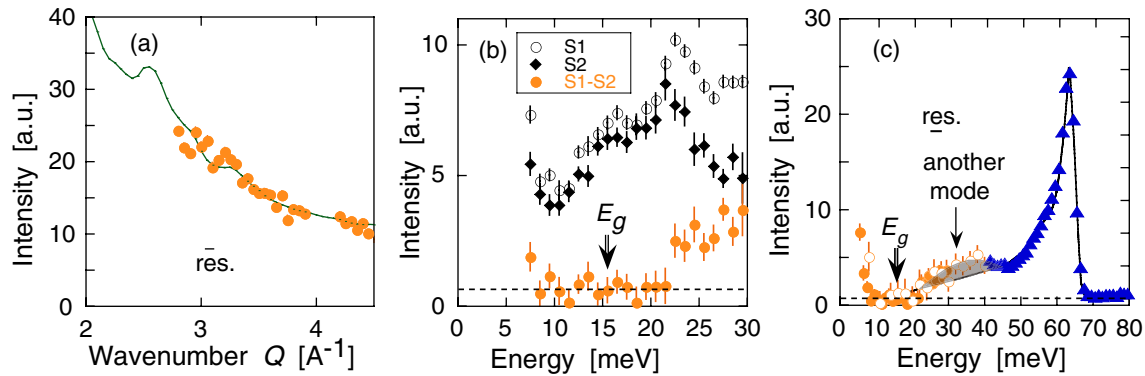 40
30
20
10
0
2
3
4
Intensity [a.u.]
Wavenumber Q [A⁻¹]
(a)
res.
10
5
0
0
5
10
15
20
25
30
Intensity [a.u.]
Energy [meV]
(b)
S1
S2
S1-S2
E_g
30
20
10
0
0
10
20
30
40
50
60
70
80
Intensity [a.u.]
Energy [meV]
(c)
res.
another
mode
E_g